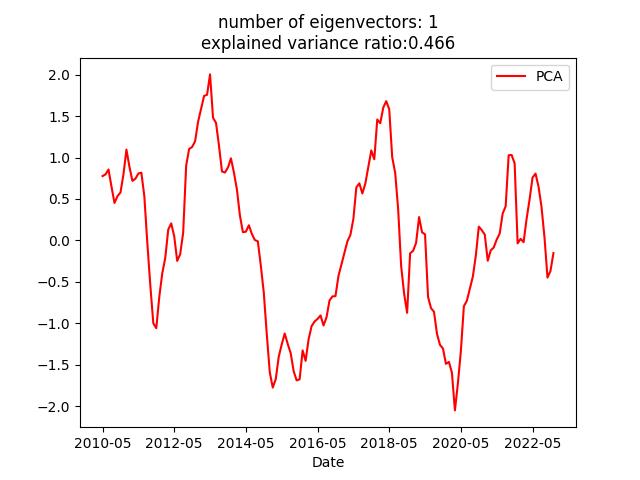 number of eigenvectors: 1
explained variance ratio:0.466
PCA
2.0
1.5
1.0
0.5
0.0
−0.5
−1.0
−1.5
−2.0
2010-05 2012-05 2014-05 2016-05 2018-05 2020-05 2022-05
Date